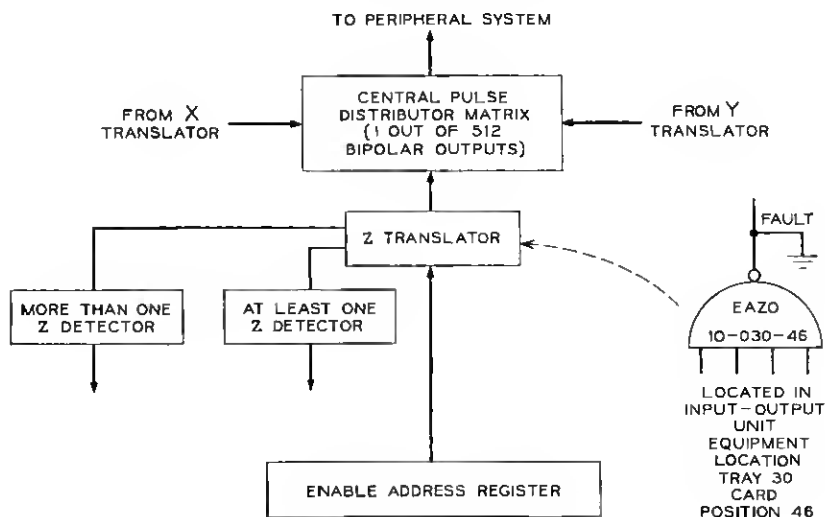 TO PERIPHERAL SYSTEM
FROM X
TRANSLATOR
CENTRAL PULSE
DISTRIBUTOR MATRIX
(1 OUT OF 512
BIPOLAR OUTPUTS)
FROM Y
TRANSLATOR
Z TRANSLATOR
FAULT
MORE THAN ONE
Z DETECTOR
AT LEAST ONE
Z DETECTOR
EAZO
10-030-46
LOCATED IN
INPUT-OUTPUT
UNIT
EQUIPMENT
LOCATION
TRAY 30
CARD
POSITION 46
ENABLE ADDRESS REGISTER